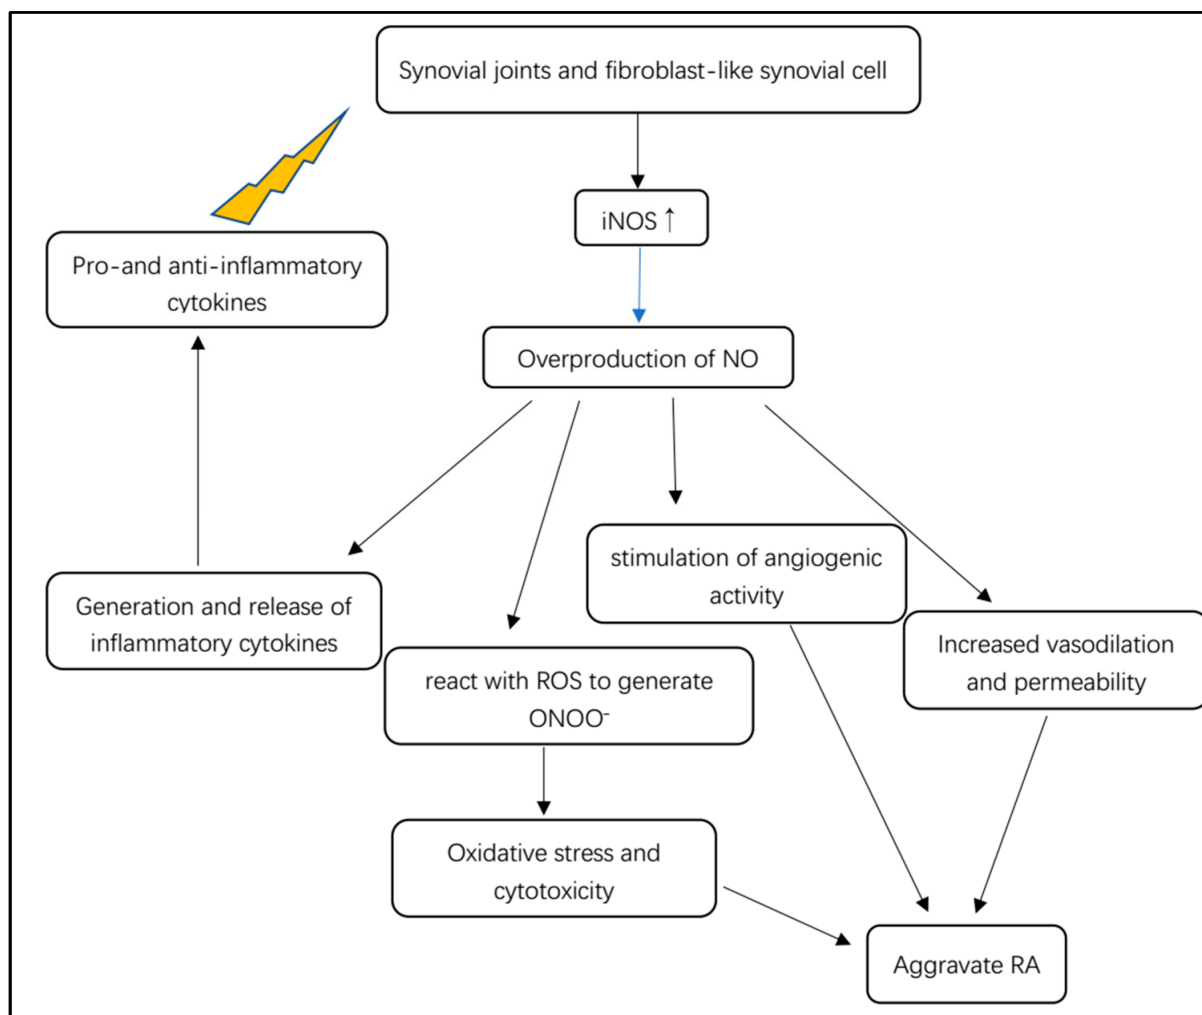 Synovial joints and fibroblast-like synovial cell
iNOS ↑
Pro-and anti-inflammatory
cytokines
Overproduction of NO
stimulation of angiogenic
activity
Generation and release of
inflammatory cytokines
Increased vasodilation
and permeability
react with ROS to generate
ONOO⁻
Oxidative stress and
cytotoxicity
Aggravate RA